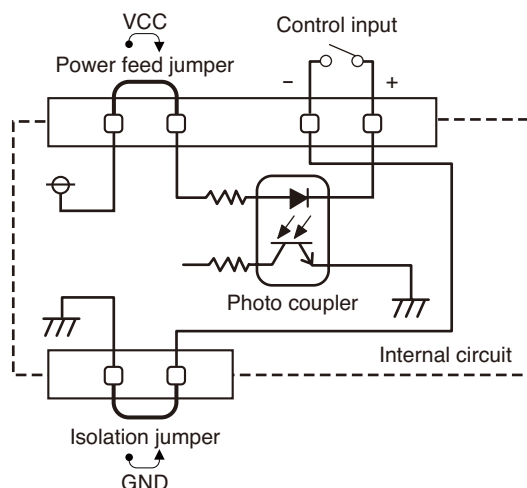 VCC
Control input
Power feed jumper
− +
Photo coupler
Internal circuit
Isolation jumper
GND